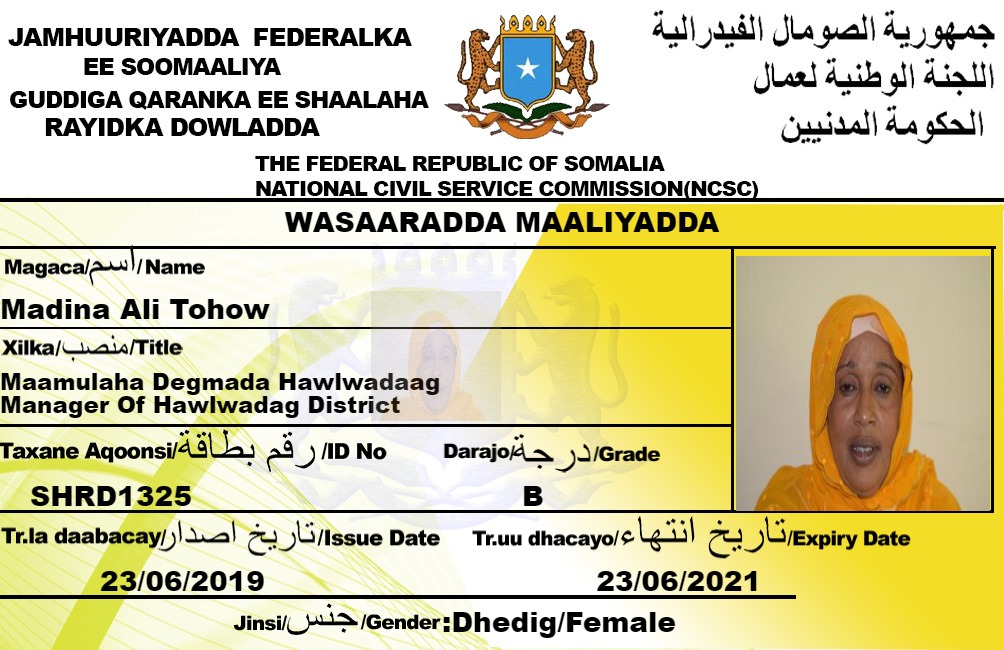 JAMHUURIYADDA FEDERALKA
EE SOOMAALIYA
GUDDIGA QARANKA EE SHAALAHA
RAYIDKA DOWLADDA
جمهورية الصومال الفيدرالية
اللجنة الوطنية لعمال
الحكومة المدنيين
THE FEDERAL REPUBLIC OF SOMALIA
NATIONAL CIVIL SERVICE COMMISSION(NCSC)
WASAARADDA MAALIYADDA
Magaca/اسم/Name
Madina Ali Tohow
Xilka/منصب/Title
Maamulaha Degmada Hawlwadaag
Manager Of Hawlwadag District
Taxane Aqoonsi/رقم بطاقة/ID No Darajo/درجة/Grade
SHRD1325 B
Tr.la daabacay/تاريخ اصدار/Issue Date Tr.uu dhacayo/تاريخ انتهاء/Expiry Date
23/06/2019 23/06/2021
Jinsi/جنس/Gender :Dhedig/Female